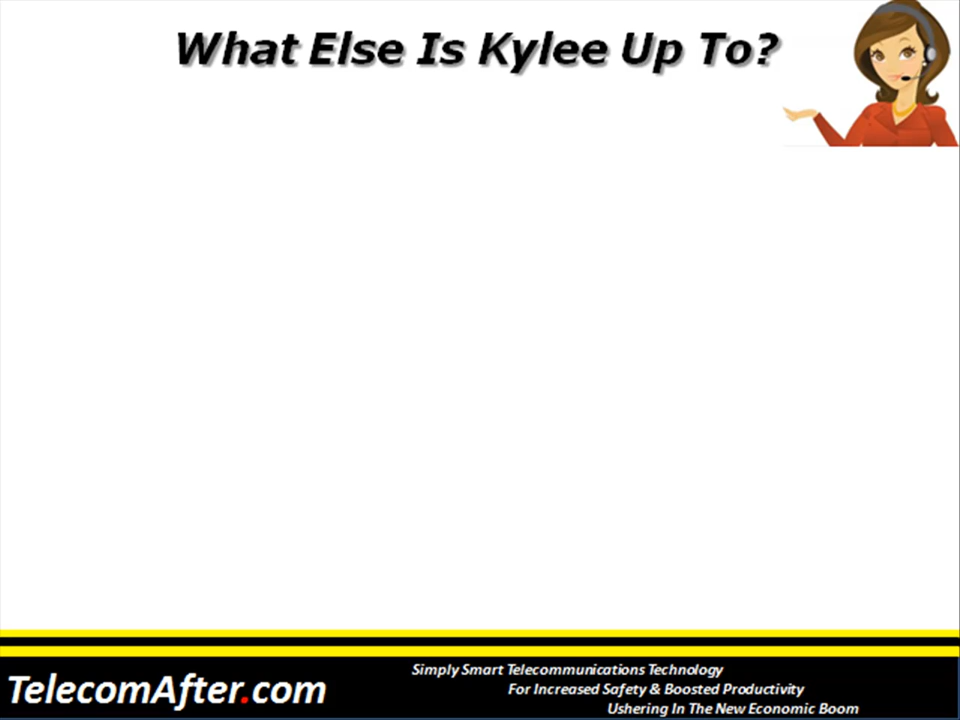 What Else Is Kylee Up To?
Simply Smart Telecommunications Technology
TelecomAfter.com
For Increased Safety & Boosted Productivity
Ushering In The New Economic Boom